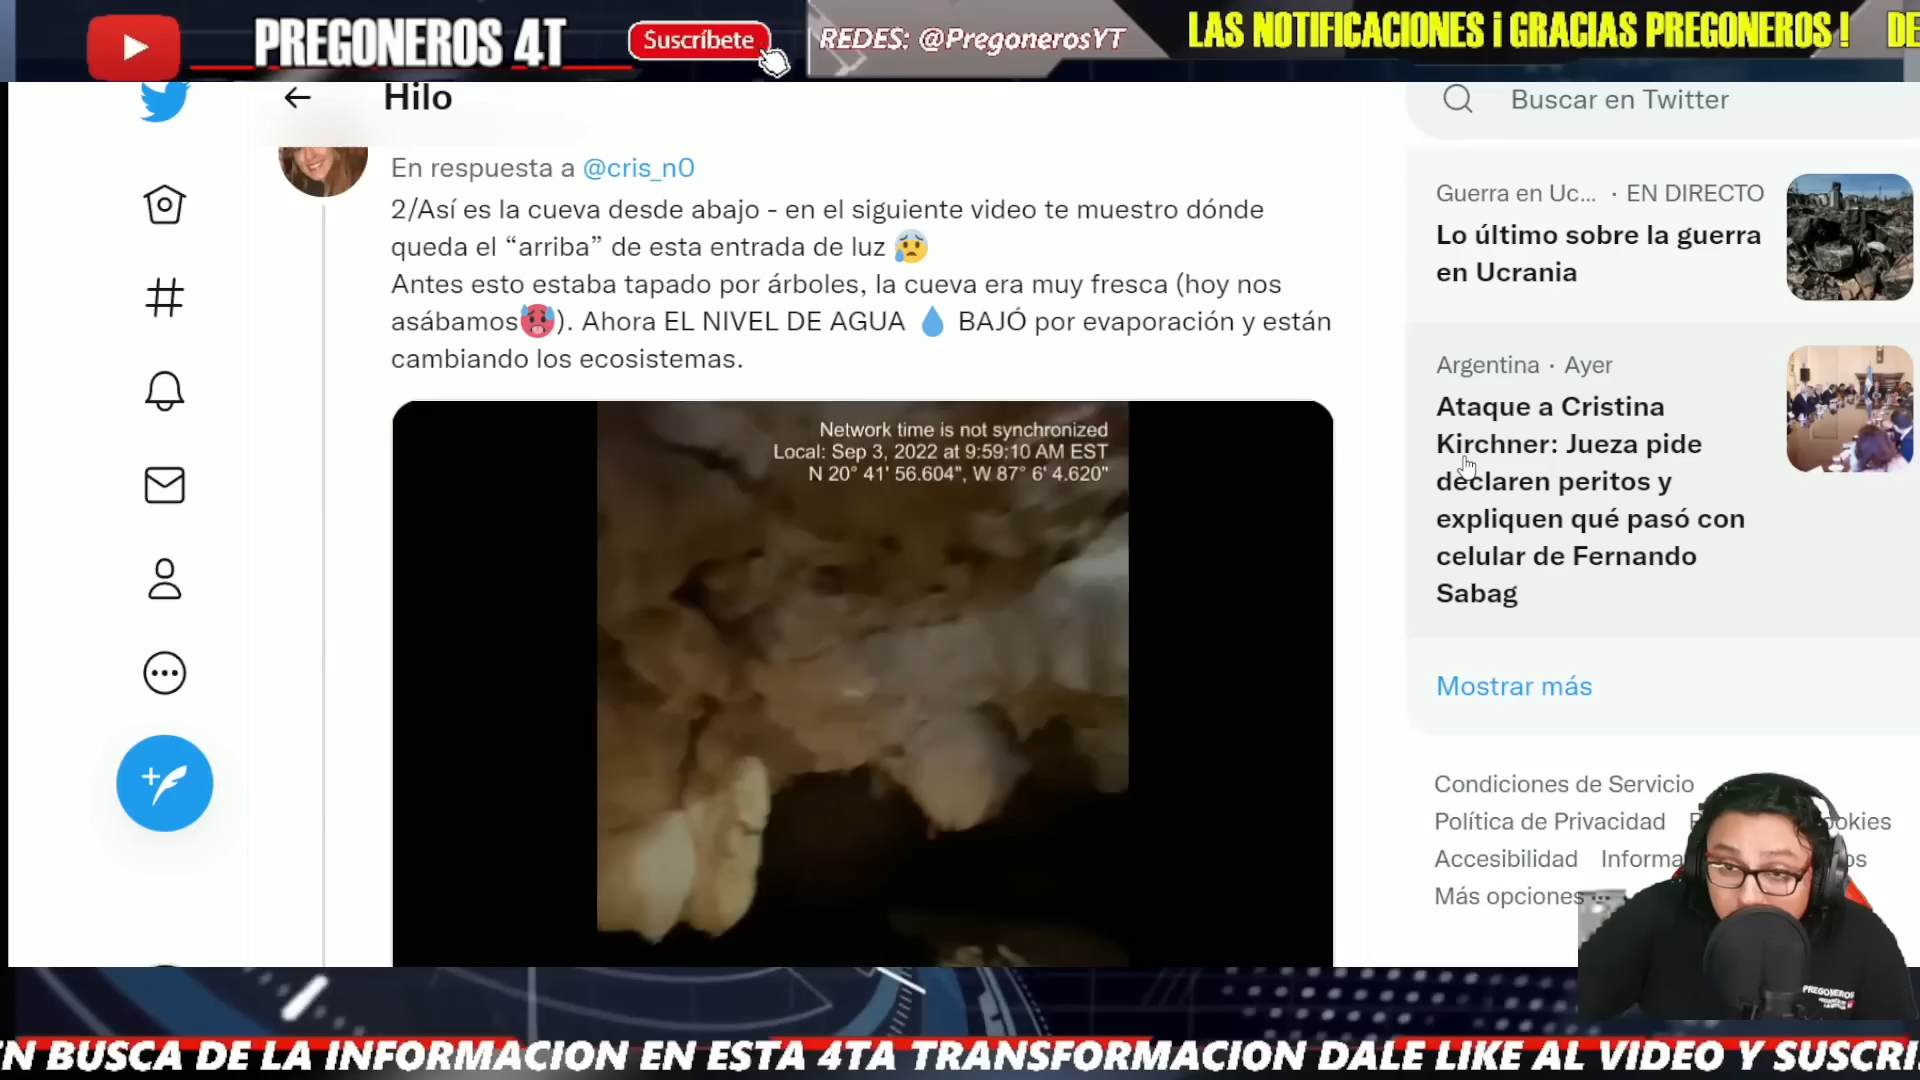 PREGONEROS 4T
Suscríbete
REDES: @PregonerosYT
LAS NOTIFICACIONES ¡ GRACIAS PREGONEROS ! DE
Hilo
En respuesta a @cris_n0
2/Así es la cueva desde abajo - en el siguiente video te muestro dónde
queda el “arriba” de esta entrada de luz 😰
Antes esto estaba tapado por árboles, la cueva era muy fresca (hoy nos
asábamos🥵). Ahora EL NIVEL DE AGUA 💧 BAJÓ por evaporación y están
cambiando los ecosistemas.
Network time is not synchronized
Local: Sep 3, 2022 at 9:59:10 AM EST
N 20° 41' 56.604", W 87° 6' 4.620"
Buscar en Twitter
Guerra en Uc... · EN DIRECTO
Lo último sobre la guerra
en Ucrania
Argentina · Ayer
Ataque a Cristina
Kirchner: Jueza pide
declaren peritos y
expliquen qué pasó con
celular de Fernando
Sabag
Mostrar más
Condiciones de Servicio
Política de Privacidad
Accesibilidad
Más opciones
PREGONEROS
EN BUSCA DE LA INFORMACION EN ESTA 4TA TRANSFORMACION DALE LIKE AL VIDEO Y SUSCRI